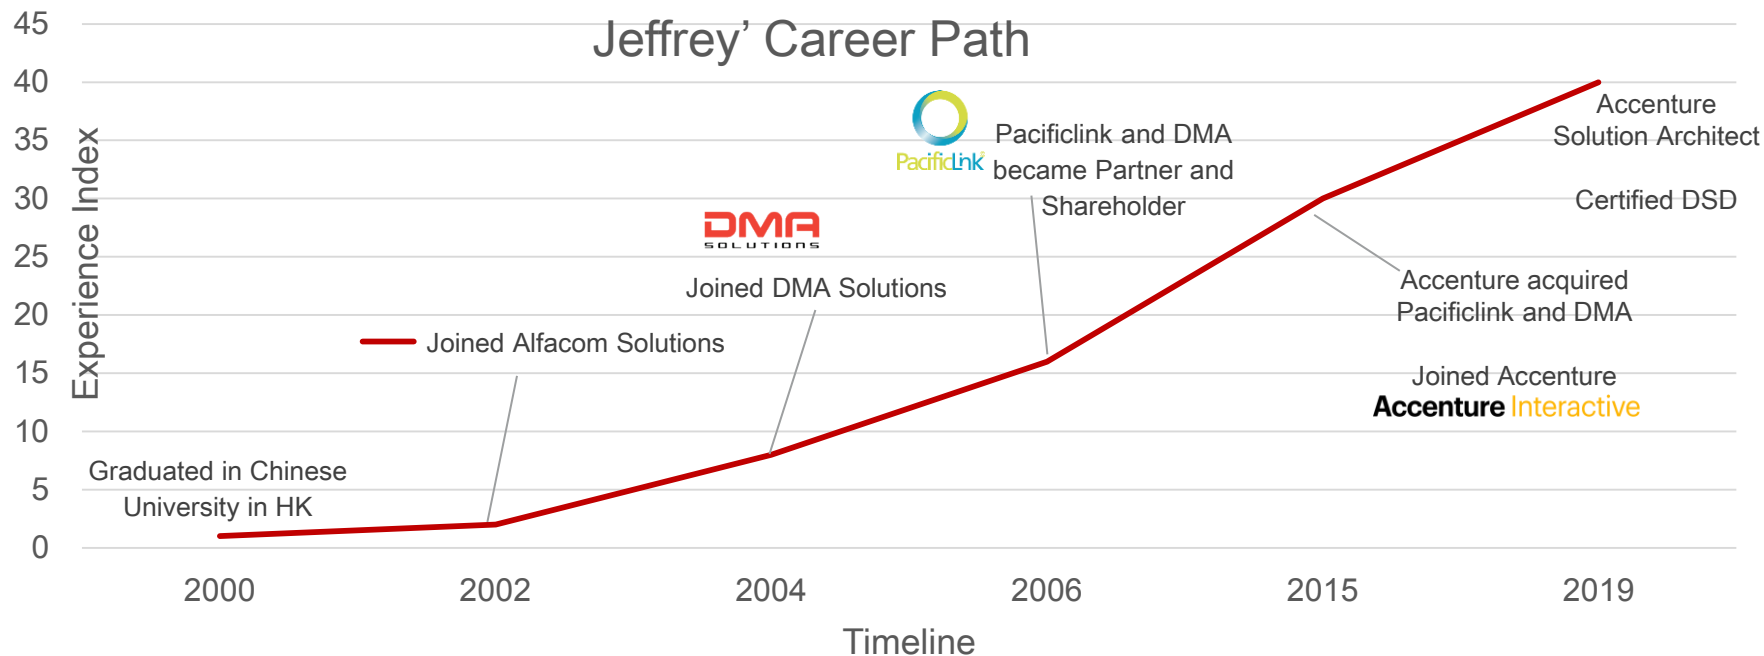 Jeffrey’ Career Path
Experience Index
45
40
35
30
25
20
15
10
5
0
Graduated in Chinese
University in HK
Joined Alfacom Solutions
DMA
SOLUTIONS
Joined DMA Solutions
PacificLink
Pacificlink and DMA
became Partner and
Shareholder
Accenture acquired
Pacificlink and DMA
Joined Accenture
Accenture Interactive
Accenture
Solution Architect
Certified DSD
2000 2002 2004 2006 2015 2019
Timeline